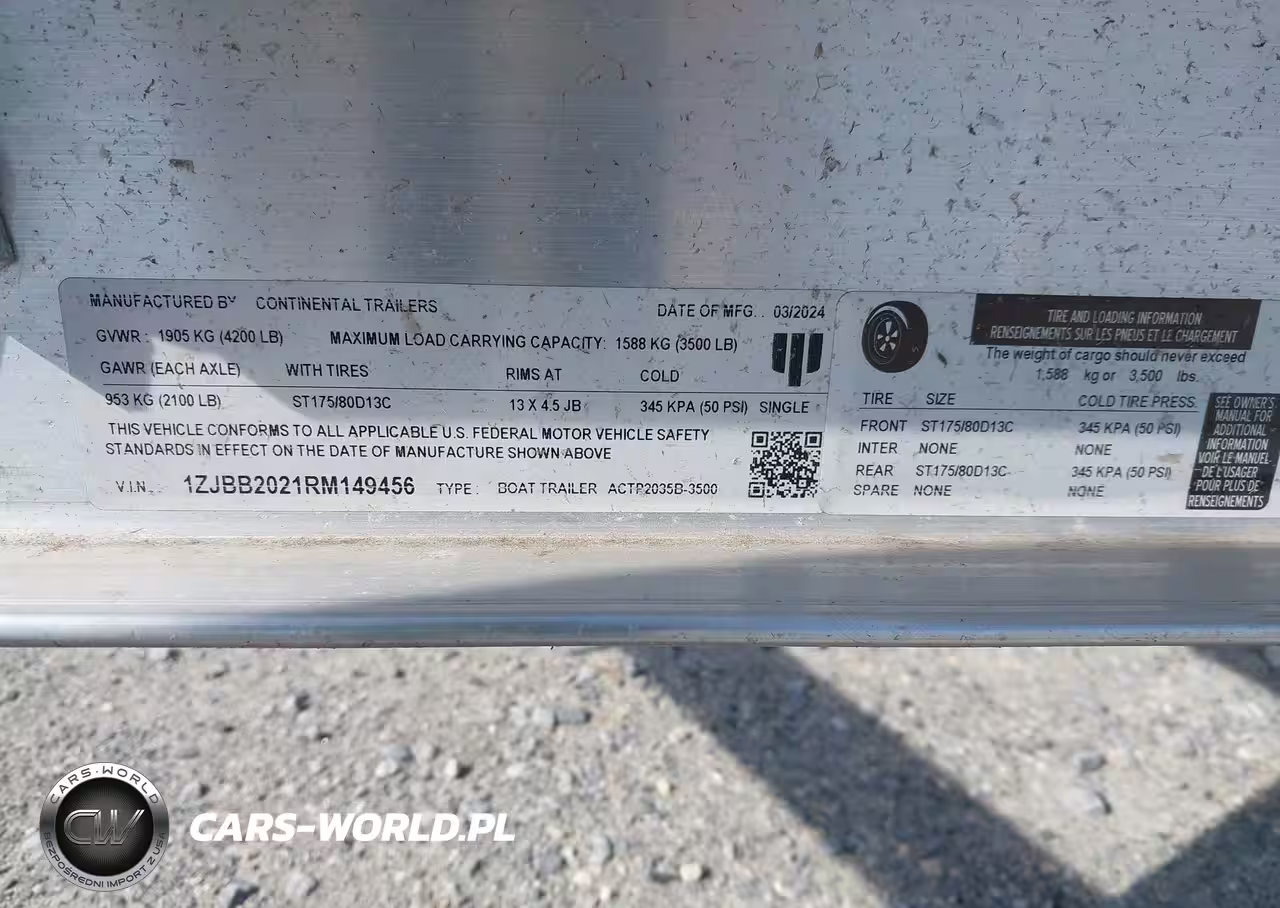 MANUFACTURED BY CONTINENTAL TRAILERS DATE OF MFG. : 03/2024
GVWR : 1905 KG (4200 LB) MAXIMUM LOAD CARRYING CAPACITY: 1588 KG (3500 LB)
GAWR (EACH AXLE) WITH TIRES RIMS AT COLD
953 KG (2100 LB) ST175/80D13C 13 X 4.5 JB 345 KPA (50 PSI) SINGLE
THIS VEHICLE CONFORMS TO ALL APPLICABLE U.S. FEDERAL MOTOR VEHICLE SAFETY
STANDARDS IN EFFECT ON THE DATE OF MANUFACTURE SHOWN ABOVE
V.I.N. 1ZJBB2021RM149456 TYPE : BOAT TRAILER ACTP2035B-3500
TIRE AND LOADING INFORMATION
RENSEIGNEMENTS SUR LES PNEUS ET LE CHARGEMENT
The weight of cargo should never exceed
1,588 kg or 3,500 lbs.
TIRE SIZE COLD TIRE PRESS.
FRONT ST175/80D13C 345 KPA (50 PSI)
INTER NONE NONE
REAR ST175/80D13C 345 KPA (50 PSI)
SPARE NONE NONE
SEE OWNER'S
MANUAL FOR
ADDITIONAL
INFORMATION
VOIR LE MANUEL
DE L'USAGER
POUR PLUS DE
RENSEIGNEMENTS
CARS-WORLD
CW
BEZPOŚREDNI IMPORT Z USA
CARS-WORLD.PL